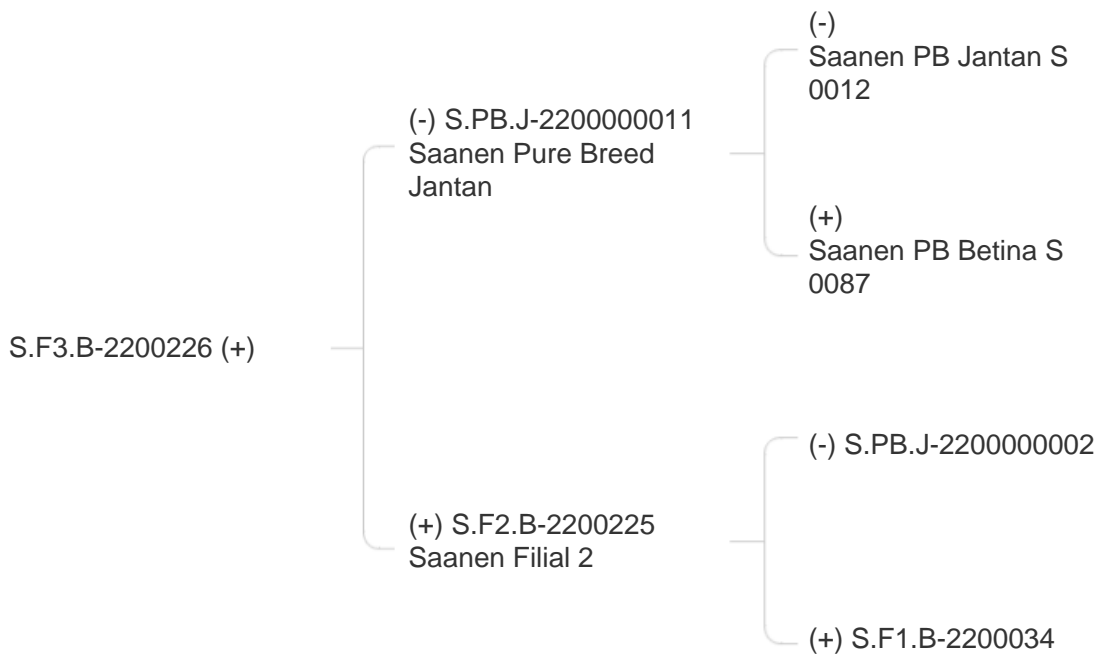 (-)
Saanen PB Jantan S
0012
(-) S.PB.J-2200000011
Saanen Pure Breed
Jantan
(+)
Saanen PB Betina S
0087
S.F3.B-2200226 (+)
(-) S.PB.J-2200000002
(+) S.F2.B-2200225
Saanen Filial 2
(+) S.F1.B-2200034